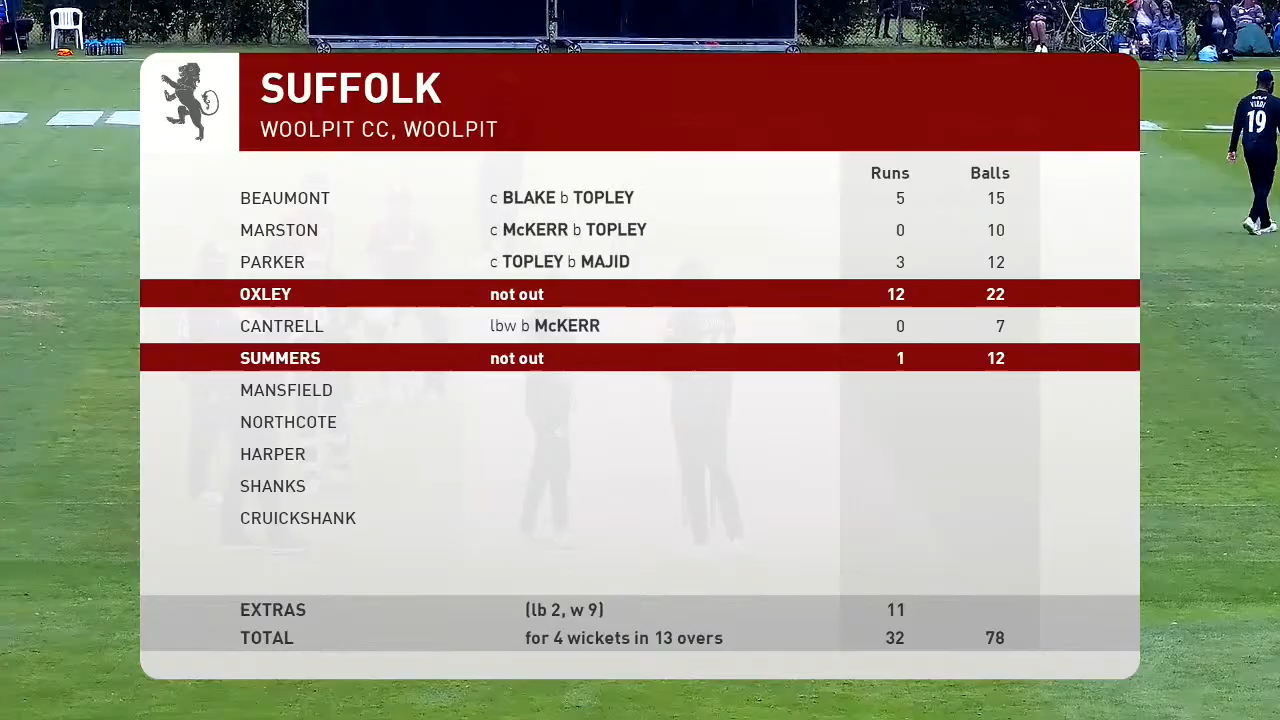 SUFFOLK
WOOLPIT CC, WOOLPIT
Runs Balls
BEAUMONT c BLAKE b TOPLEY 5 15
MARSTON c McKERR b TOPLEY 0 10
PARKER c TOPLEY b MAJID 3 12
OXLEY not out 12 22
CANTRELL lbw b McKERR 0 7
SUMMERS not out 1 12
MANSFIELD
NORTHCOTE
HARPER
SHANKS
CRUICKSHANK
EXTRAS (lb 2, w 9) 11
TOTAL for 4 wickets in 13 overs 32 78
19